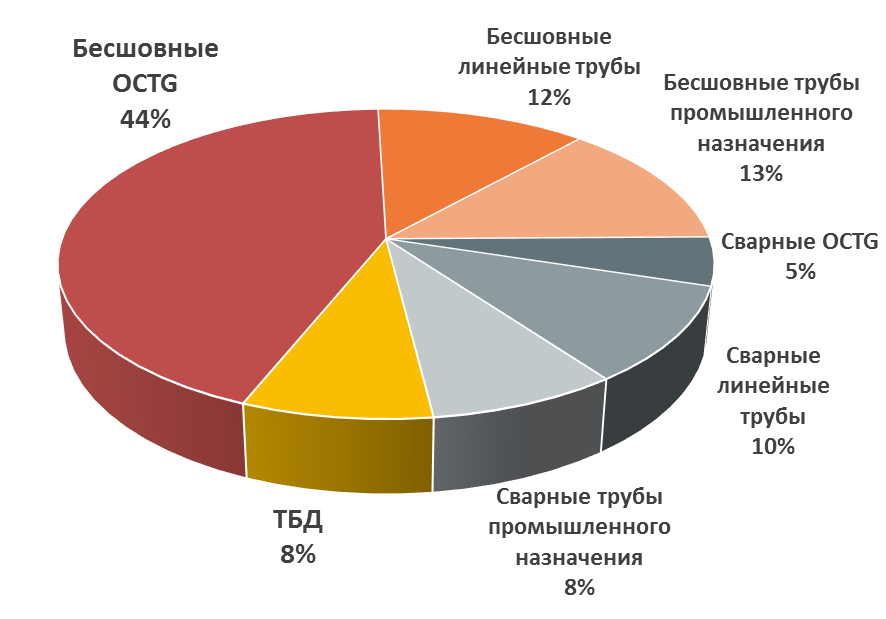 Бесшовные
OCTG
44%
Бесшовные
линейные трубы
12%
Бесшовные трубы
промышленного
назначения
13%
Сварные OCTG
5%
Сварные
линейные
трубы
10%
Сварные трубы
промышленного
назначения
8%
ТБД
8%